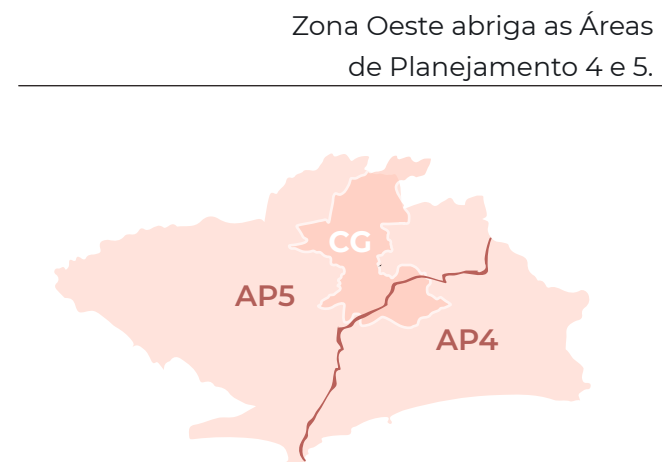 Zona Oeste abriga as Áreas
de Planejamento 4 e 5.
CG
AP5
AP4